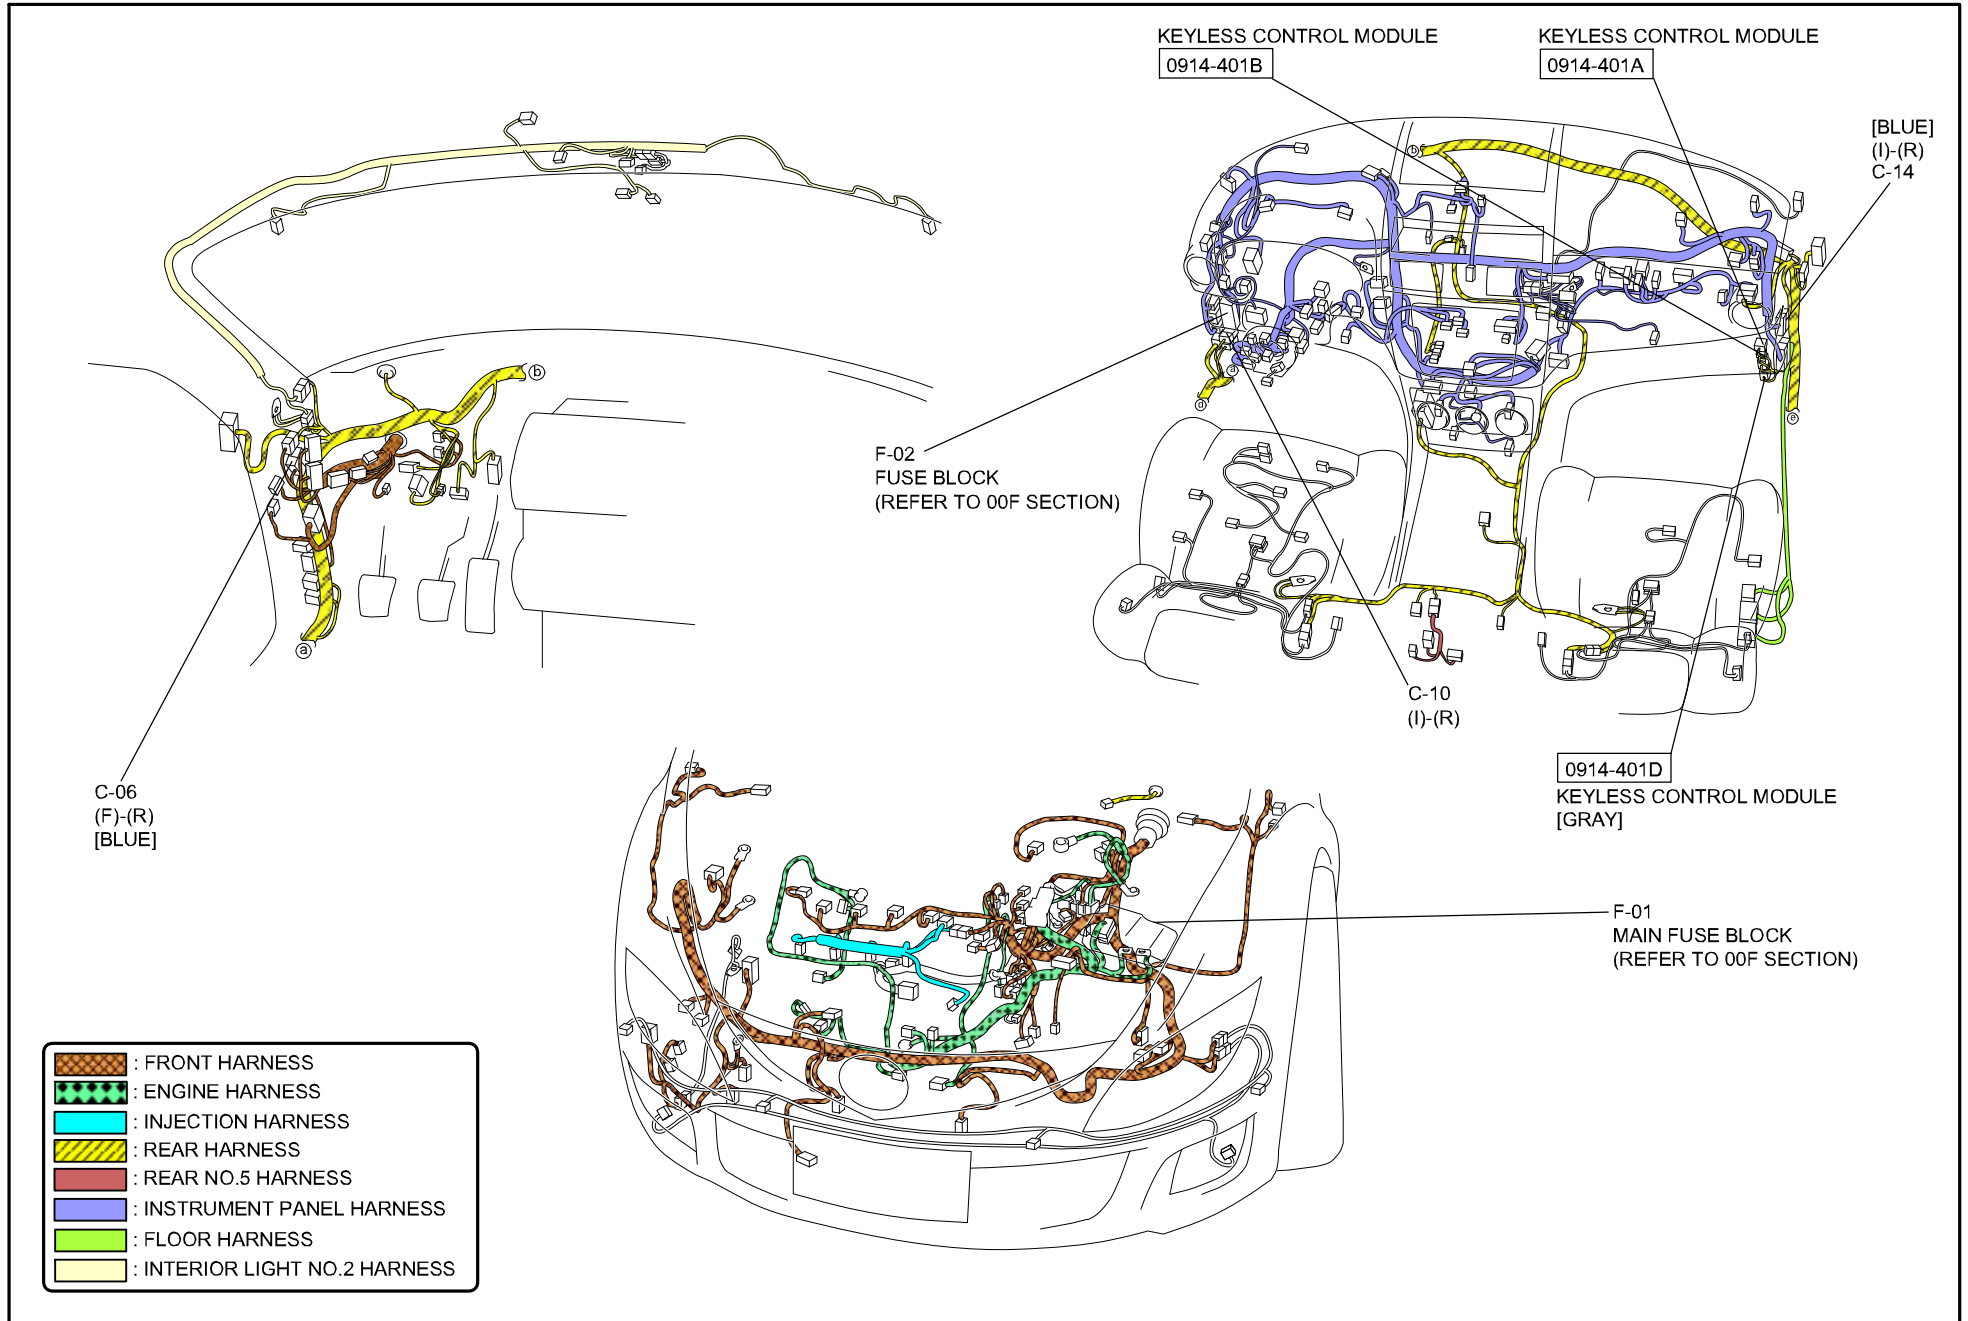 KEYLESS CONTROL MODULE
0914-401B
KEYLESS CONTROL MODULE
0914-401A
[BLUE]
(I)-(R)
C-14
b
b
a
a
d
e
F-02
FUSE BLOCK
(REFER TO 00F SECTION)
C-10
(I)-(R)
0914-401D
KEYLESS CONTROL MODULE
[GRAY]
C-06
(F)-(R)
[BLUE]
F-01
MAIN FUSE BLOCK
(REFER TO 00F SECTION)
: FRONT HARNESS
: ENGINE HARNESS
: INJECTION HARNESS
: REAR HARNESS
: REAR NO.5 HARNESS
: INSTRUMENT PANEL HARNESS
: FLOOR HARNESS
: INTERIOR LIGHT NO.2 HARNESS